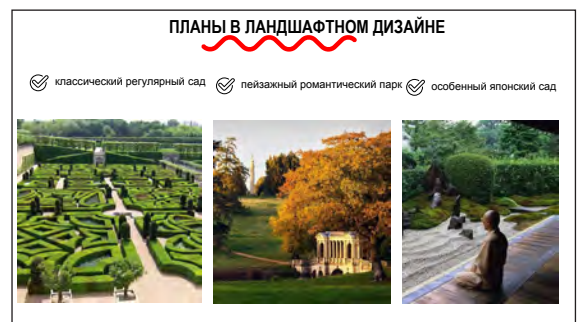 ПЛАНЫ В ЛАНДШАФТНОМ ДИЗАЙНЕ
классический регулярный сад
пейзажный романтический парк
особенный японский сад